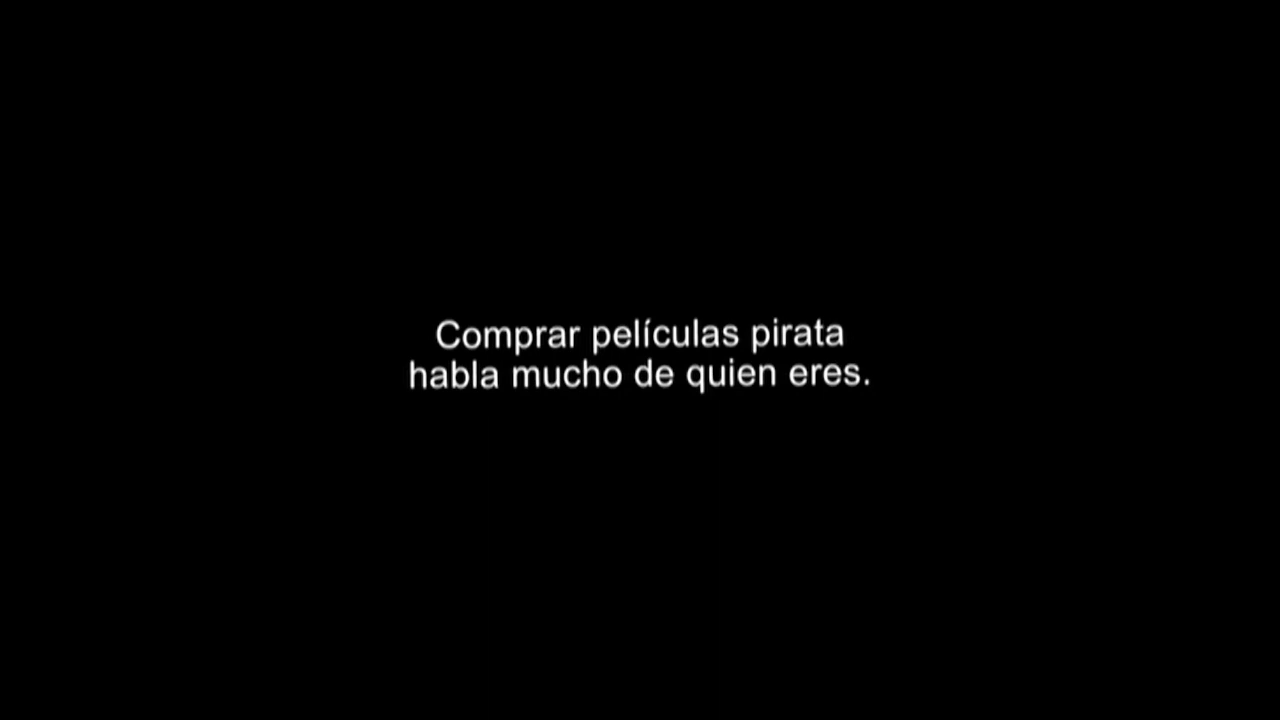 Comprar películas pirata
habla mucho de quien eres.